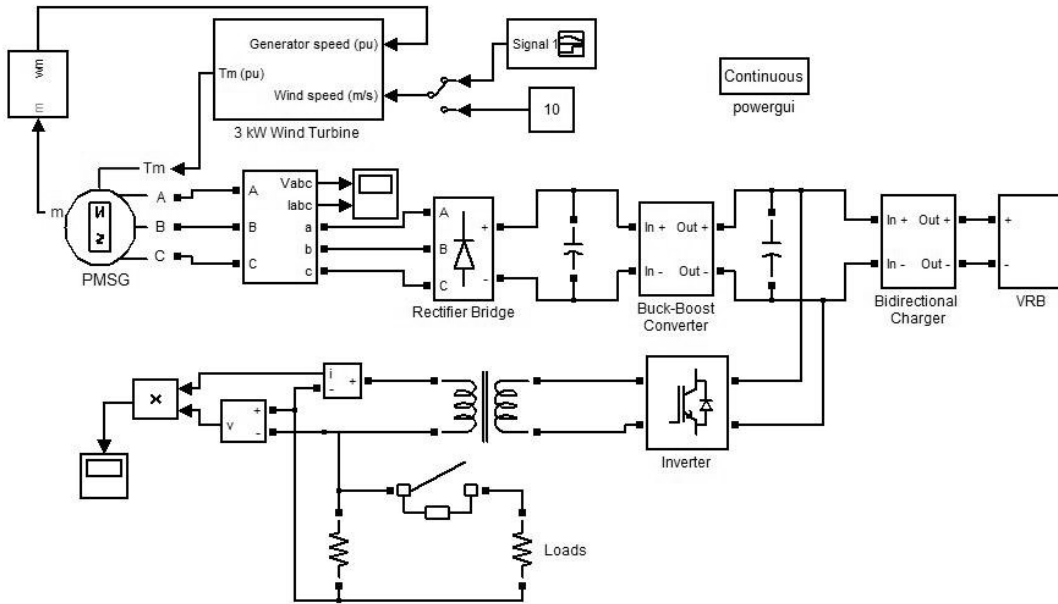 wm
m
Generator speed (pu)
Tm (pu)
Wind speed (m/s)
3 kW Wind Turbine
Signal 1
10
Continuous
powergui
Tm
m
A
B
C
PMSG
A
B
C
Vabc
Iabc
a
b
c
A
B
C
+
-
Rectifier Bridge
In +
In -
Out +
Out -
Buck-Boost
Converter
In +
In -
Out +
Out -
Bidirectional
Charger
+
-
VRB
i
+
-
v
+
-
×
Inverter
Loads